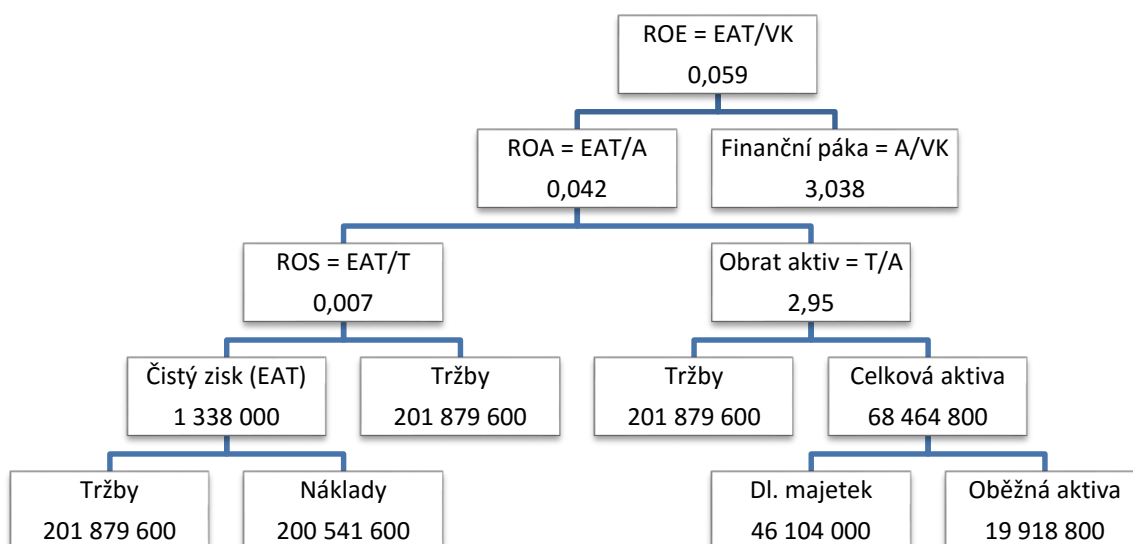 ROE = EAT/VK
0,059
ROA = EAT/A
0,042
Finanční páka = A/VK
3,038
ROS = EAT/T
0,007
Obrat aktiv = T/A
2,95
Čistý zisk (EAT)
1 338 000
Tržby
201 879 600
Tržby
201 879 600
Celková aktiva
68 464 800
Tržby
201 879 600
Náklady
200 541 600
Dl. majetek
46 104 000
Oběžná aktiva
19 918 800